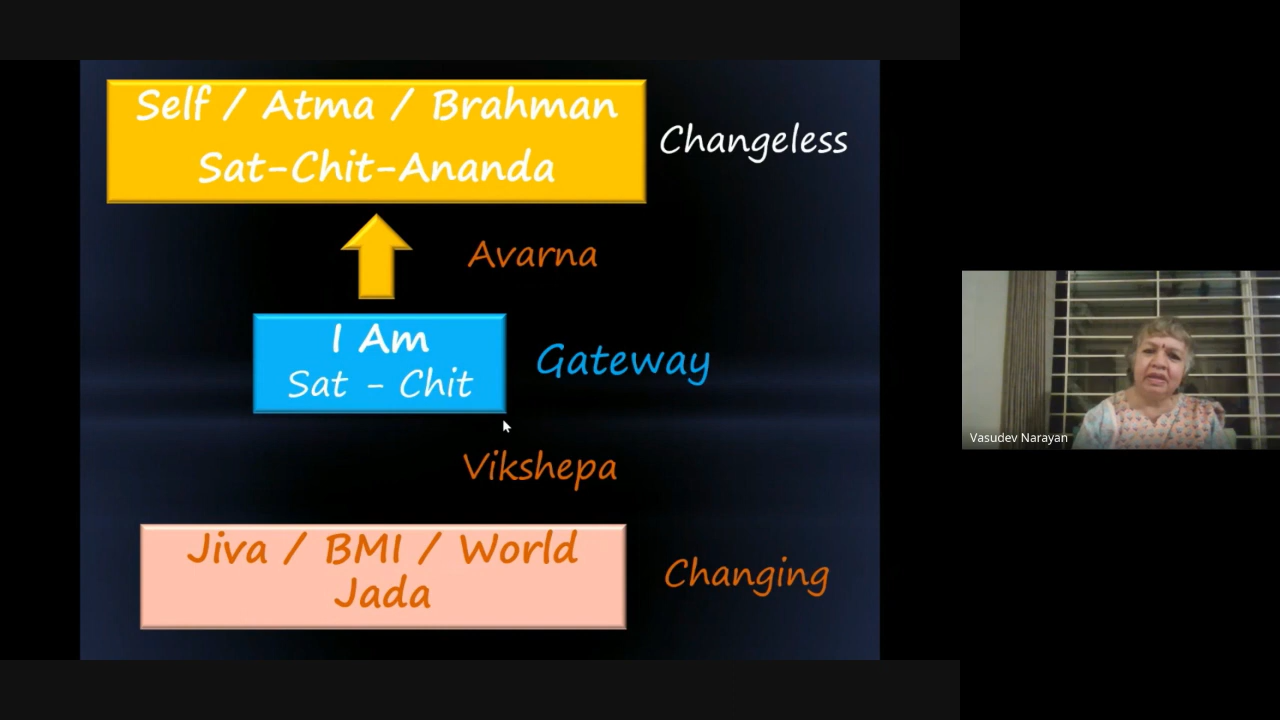 Self / Atma / Brahman
Sat-Chit-Ananda
Changeless
Avarna
I Am
Sat - Chit
Gateway
Vikshepa
Jiva / BMI / World
Jada
Changing
Vasudev Narayan